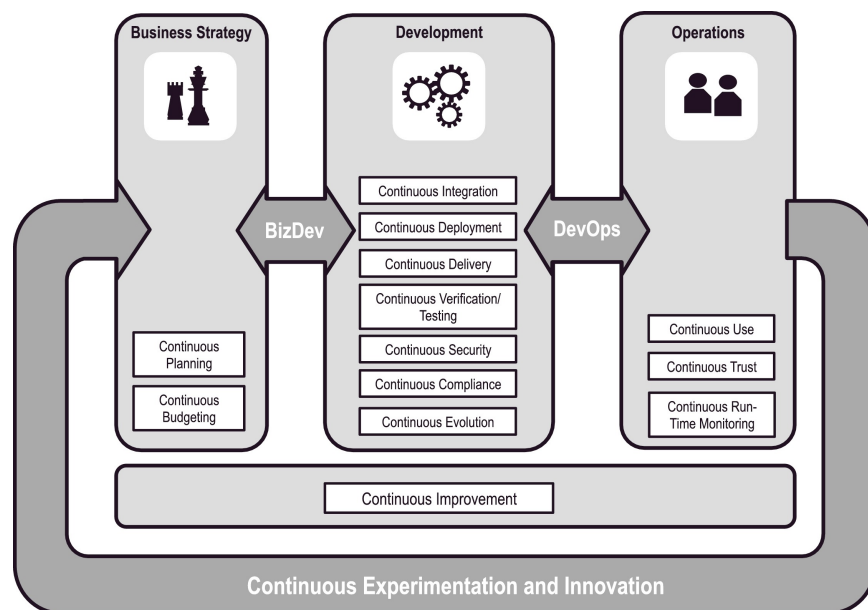 Business Strategy
Development
Operations
BizDev
DevOps
Continuous
Planning
Continuous
Budgeting
Continuous Integration
Continuous Deployment
Continuous Delivery
Continuous Verification/
Testing
Continuous Security
Continuous Compliance
Continuous Evolution
Continuous Use
Continuous Trust
Continuous Run-
Time Monitoring
Continuous Improvement
Continuous Experimentation and Innovation